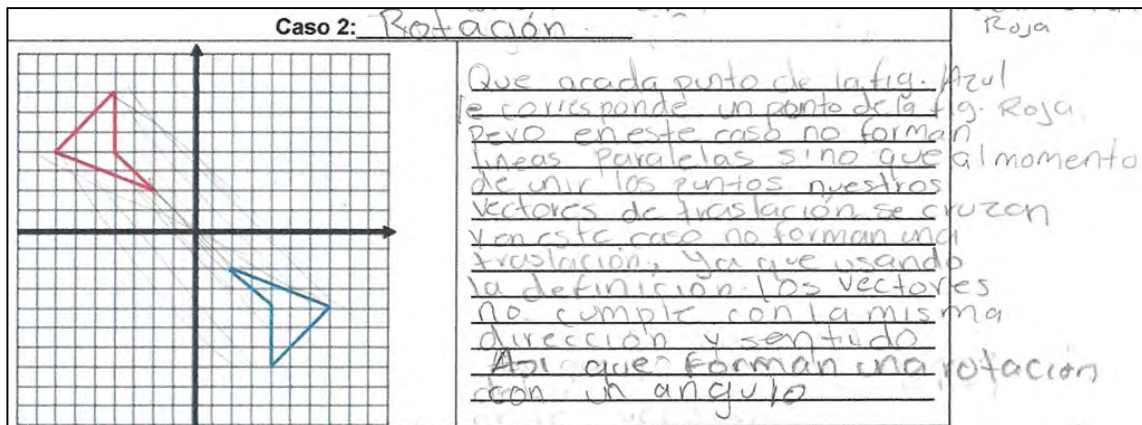 Caso 2: Rotación
Roja
Que acada punto de la fig. Azul
le corresponde un ponto de la fig. Roja.
Pero en este caso no forman
lineas Paralelas sino que al momento
de unir los puntos nuestros
vectores de traslación se cruzan
y en este caso no forman una
traslación, ya que usando
la definición los vectores
no cumple con la misma
dirección y sentido
Asi que Forman una rotación
con un angulo